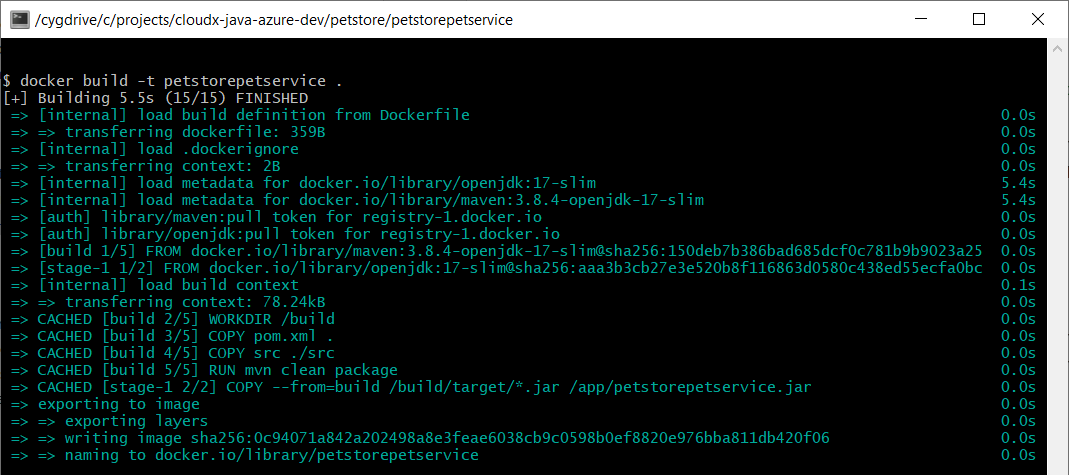 /cygdrive/c/projects/cloudx-java-azure-dev/petstore/petstorepetservice
$ docker build -t petstorepetservice .
[+] Building 5.5s (15/15) FINISHED
=> [internal] load build definition from Dockerfile 0.0s
=> => transferring dockerfile: 359B 0.0s
=> [internal] load .dockerignore 0.0s
=> => transferring context: 2B 0.0s
=> [internal] load metadata for docker.io/library/openjdk:17-slim 5.4s
=> [internal] load metadata for docker.io/library/maven:3.8.4-openjdk-17-slim 5.4s
=> [auth] library/maven:pull token for registry-1.docker.io 0.0s
=> [auth] library/openjdk:pull token for registry-1.docker.io 0.0s
=> [build 1/5] FROM docker.io/library/maven:3.8.4-openjdk-17-slim@sha256:150deb7b386bad685dcf0c781b9b9023a25 0.0s
=> [stage-1 1/2] FROM docker.io/library/openjdk:17-slim@sha256:aaa3b3cb27e3e520b8f116863d0580c438ed55ecfa0bc 0.0s
=> [internal] load build context 0.1s
=> => transferring context: 78.24kB 0.0s
=> CACHED [build 2/5] WORKDIR /build 0.0s
=> CACHED [build 3/5] COPY pom.xml . 0.0s
=> CACHED [build 4/5] COPY src ./src 0.0s
=> CACHED [build 5/5] RUN mvn clean package 0.0s
=> CACHED [stage-1 2/2] COPY --from=build /build/target/*.jar /app/petstorepetservice.jar 0.0s
=> exporting to image 0.0s
=> => exporting layers 0.0s
=> => writing image sha256:0c94071a842a202498a8e3feae6038cb9c0598b0ef8820e976bba811db420f06 0.0s
=> => naming to docker.io/library/petstorepetservice 0.0s